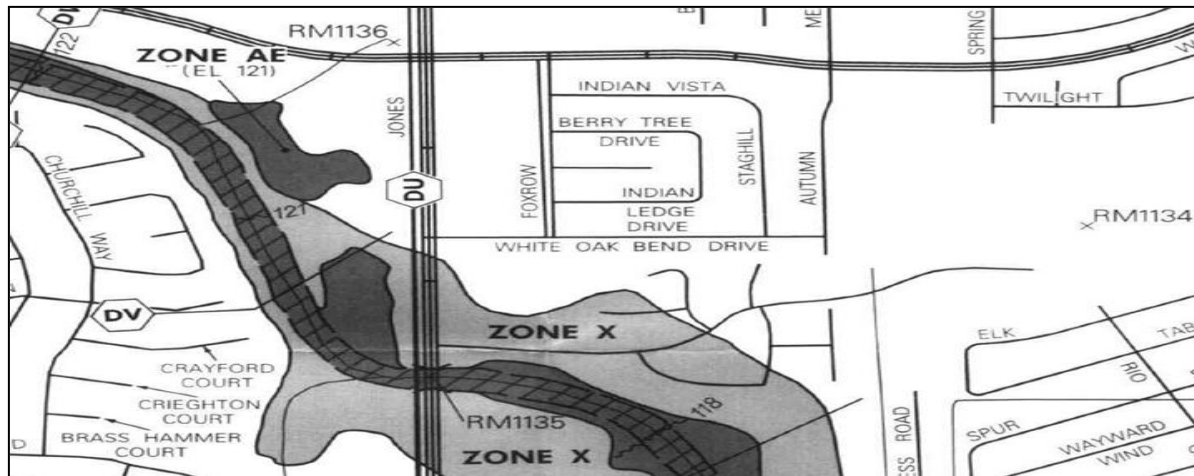 RM1136
ZONE AE
(EL 121)
122
JONES
SPRING
TWILIGHT
INDIAN VISTA
BERRY TREE
DRIVE
INDIAN
LEDGE
DRIVE
FOXROW
STAGHILL
AUTUMN
WHITE OAK BEND DRIVE
RM1134
CHURCHILL
WAY
DU
121
DV
ZONE X
CRAYFORD
COURT
CRIEGHTON
COURT
BRASS HAMMER
COURT
RM1135
118
ZONE X
ELK
RIO
SPUR
WAYWARD
WIND
ROAD